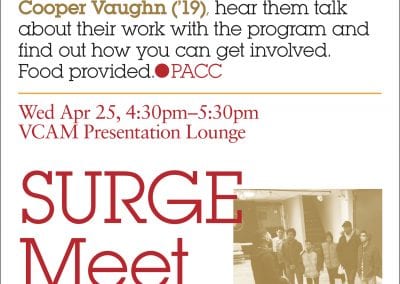 Cooper Vaughn (’19), hear them talk
about their work with the program and
find out how you can get involved.
Food provided.●PACC
Wed Apr 25, 4:30pm–5:30pm
VCAM Presentation Lounge
SURGE
Meet